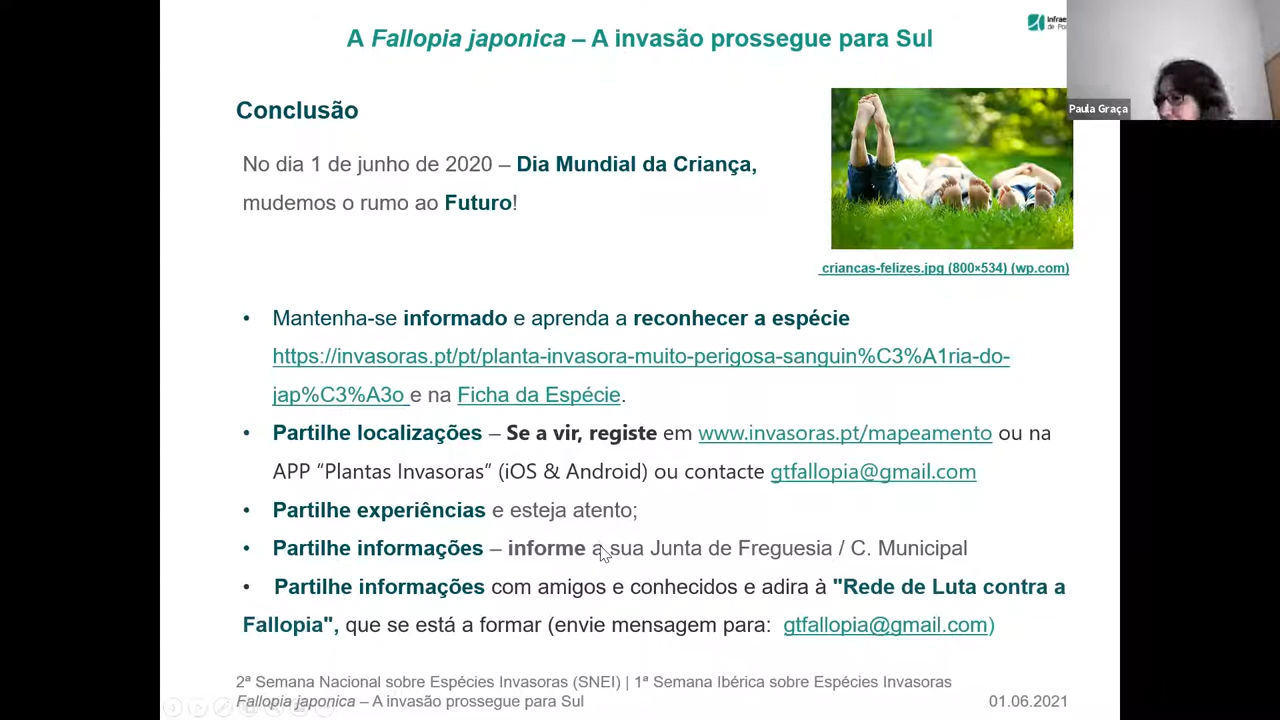 A Fallopia japonica – A invasão prossegue para Sul
Paula Graça
Conclusão
No dia 1 de junho de 2020 – Dia Mundial da Criança,
mudemos o rumo ao Futuro!
criancas-felizes.jpg (800×534) (wp.com)
• Mantenha-se informado e aprenda a reconhecer a espécie
https://invasoras.pt/pt/planta-invasora-muito-perigosa-sanguin%C3%A1ria-do-
jap%C3%A3o e na Ficha da Espécie.
• Partilhe localizações – Se a vir, registe em www.invasoras.pt/mapeamento ou na
APP “Plantas Invasoras” (iOS & Android) ou contacte gtfallopia@gmail.com
• Partilhe experiências e esteja atento;
• Partilhe informações – informe a sua Junta de Freguesia / C. Municipal
• Partilhe informações com amigos e conhecidos e adira à "Rede de Luta contra a
Fallopia", que se está a formar (envie mensagem para: gtfallopia@gmail.com)
2ª Semana Nacional sobre Espécies Invasoras (SNEI) | 1ª Semana Ibérica sobre Espécies Invasoras
Fallopia japonica – A invasão prossegue para Sul
01.06.2021